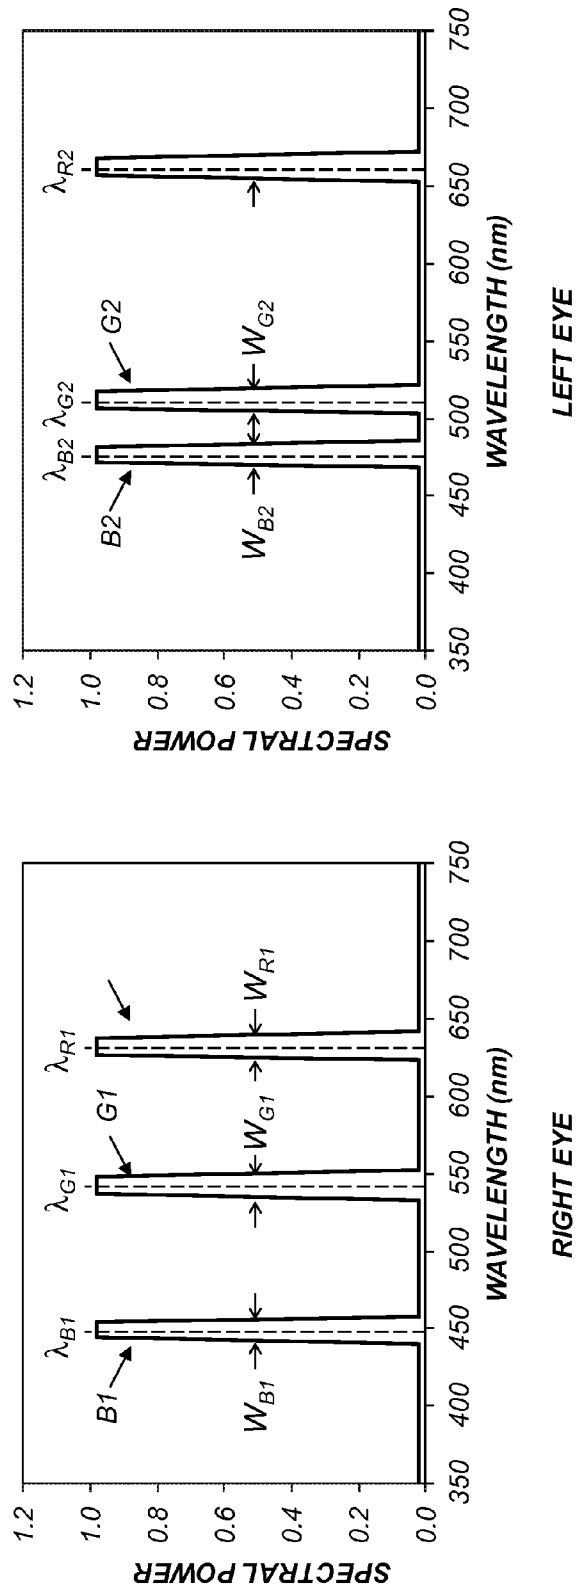 1.2
1.0
0.8
0.6
0.4
0.2
0.0
SPECTRAL POWER
350
400
450
500
550
600
650
700
750
WAVELENGTH (nm)
λB1
λG1
λR1
B1
G1
WB1
WG1
WR1
RIGHT EYE
1.2
1.0
0.8
0.6
0.4
0.2
0.0
SPECTRAL POWER
350
400
450
500
550
600
650
700
750
WAVELENGTH (nm)
λB2
λG2
λR2
B2
G2
WB2
WG2
LEFT EYE